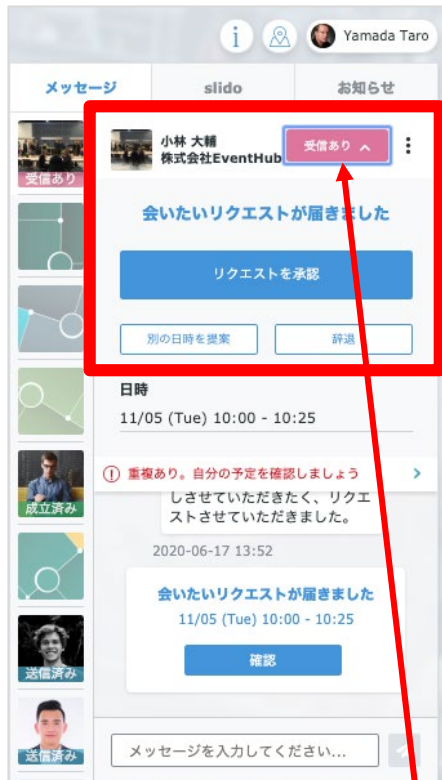 i
Yamada Taro
メッセージ
slido
お知らせ
小林 大輔
株式会社EventHub
受信あり
受信あり
会いたいリクエストが届きました
リクエストを承認
別の日時を提案
辞退
日時
11/05 (Tue) 10:00 - 10:25
重複あり。自分の予定を確認しましょう
しさせていただきたく、リクエ
ストさせていただきました。
成立済み
2020-06-17 13:52
会いたいリクエストが届きました
11/05 (Tue) 10:00 - 10:25
確認
送信済み
送信済み
メッセージを入力してください...